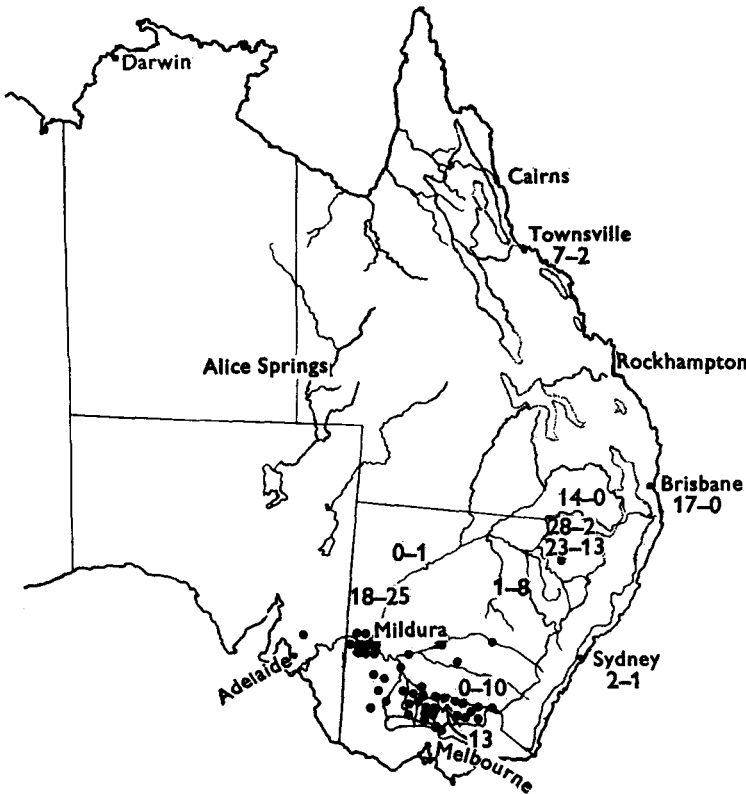 Darwin
Cairns
Townsville
7–2
Alice Springs
Rockhampton
Brisbane
17–0
14–0
28–2
23–13
0–1
1–8
18–25
Mildura
Adelaide
Sydney
2–1
0–10
13
Melbourne